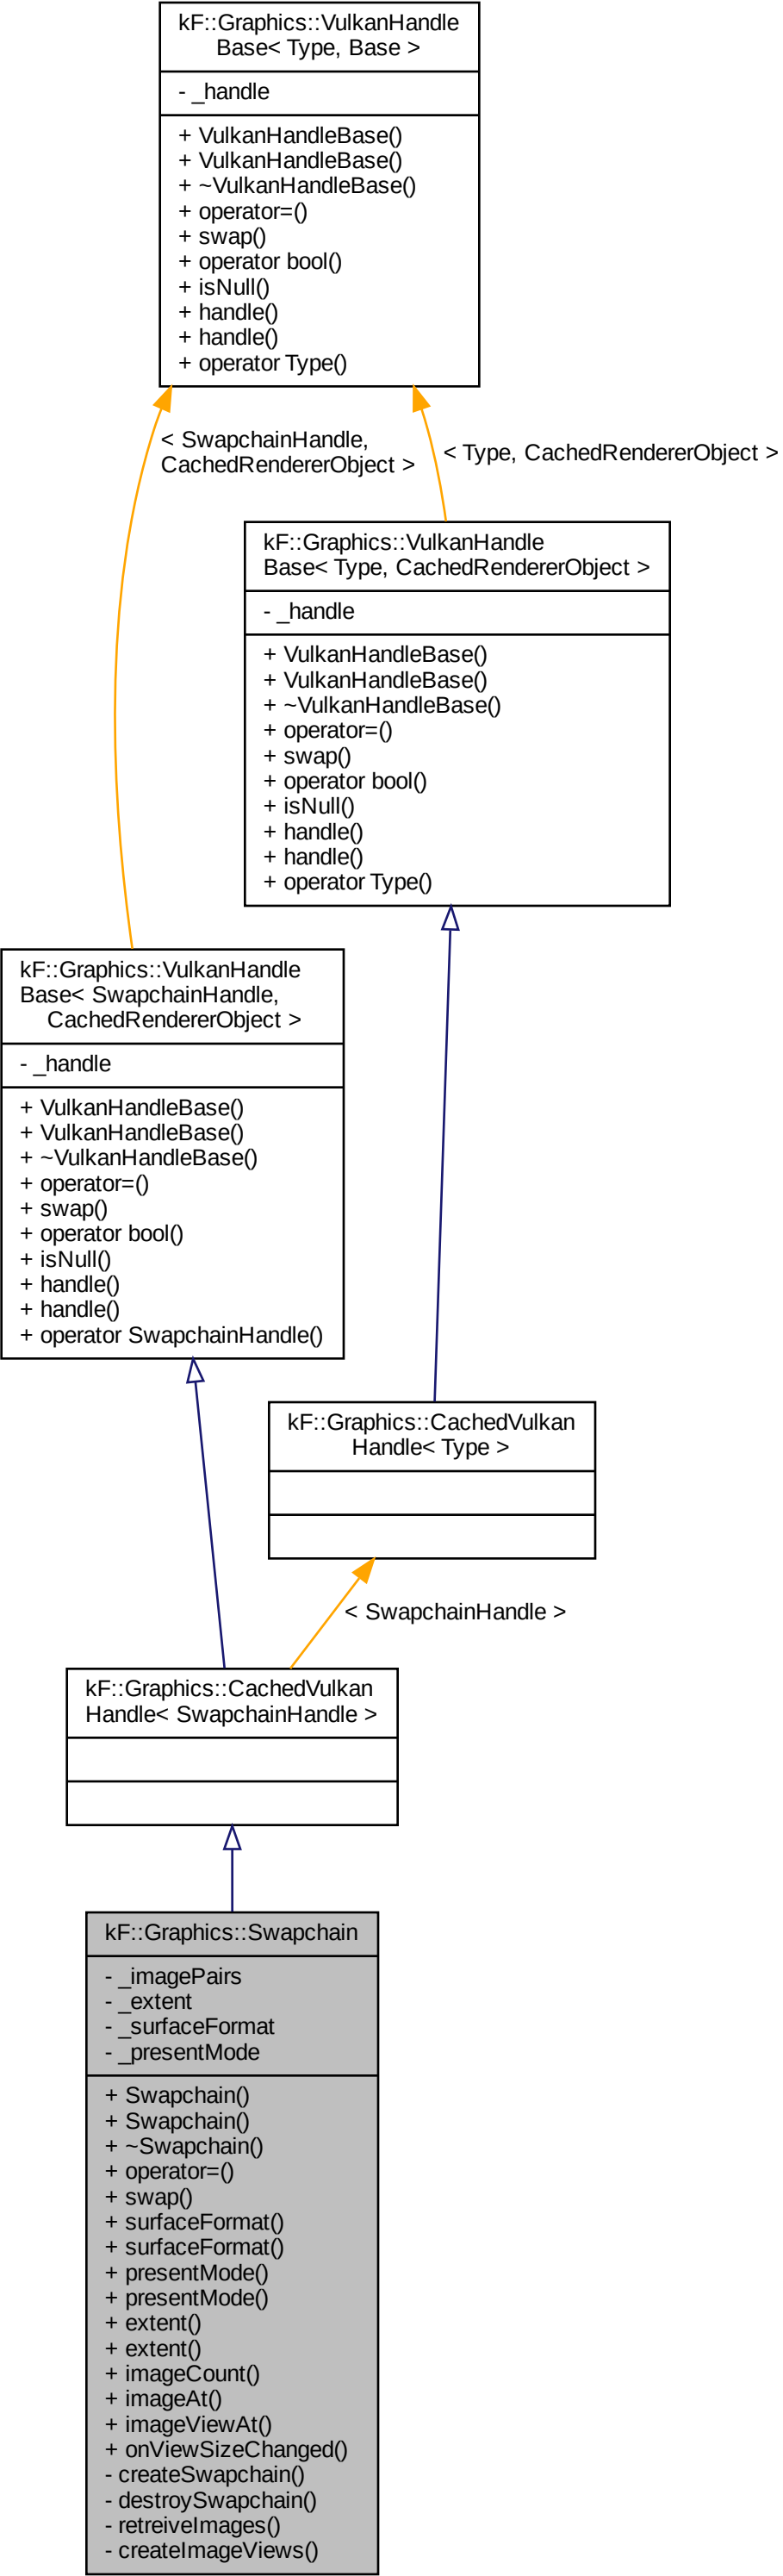 kF::Graphics::VulkanHandle
Base< Type, Base >
- _handle
+ VulkanHandleBase()
+ VulkanHandleBase()
+ ~VulkanHandleBase()
+ operator=()
+ swap()
+ operator bool()
+ isNull()
+ handle()
+ handle()
+ operator Type()
< SwapchainHandle,
CachedRendererObject >
< Type, CachedRendererObject >
kF::Graphics::VulkanHandle
Base< Type, CachedRendererObject >
- _handle
+ VulkanHandleBase()
+ VulkanHandleBase()
+ ~VulkanHandleBase()
+ operator=()
+ swap()
+ operator bool()
+ isNull()
+ handle()
+ handle()
+ operator Type()
kF::Graphics::VulkanHandle
Base< SwapchainHandle,
CachedRendererObject >
- _handle
+ VulkanHandleBase()
+ VulkanHandleBase()
+ ~VulkanHandleBase()
+ operator=()
+ swap()
+ operator bool()
+ isNull()
+ handle()
+ handle()
+ operator SwapchainHandle()
kF::Graphics::CachedVulkan
Handle< Type >
< SwapchainHandle >
kF::Graphics::CachedVulkan
Handle< SwapchainHandle >
kF::Graphics::Swapchain
- _imagePairs
- _extent
- _surfaceFormat
- _presentMode
+ Swapchain()
+ Swapchain()
+ ~Swapchain()
+ operator=()
+ swap()
+ surfaceFormat()
+ surfaceFormat()
+ presentMode()
+ presentMode()
+ extent()
+ extent()
+ imageCount()
+ imageAt()
+ imageViewAt()
+ onViewSizeChanged()
- createSwapchain()
- destroySwapchain()
- retreiveImages()
- createImageViews()